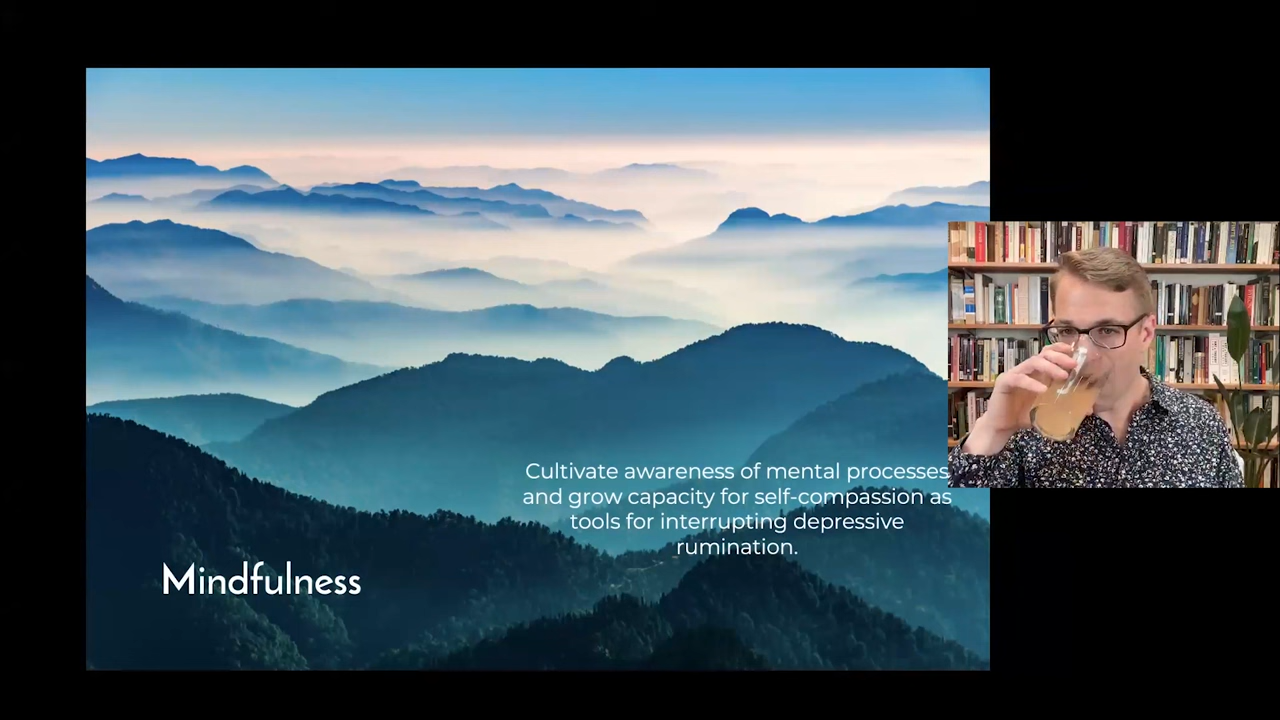 Cultivate awareness of mental processes
and grow capacity for self-compassion as
tools for interrupting depressive
rumination.
Mindfulness